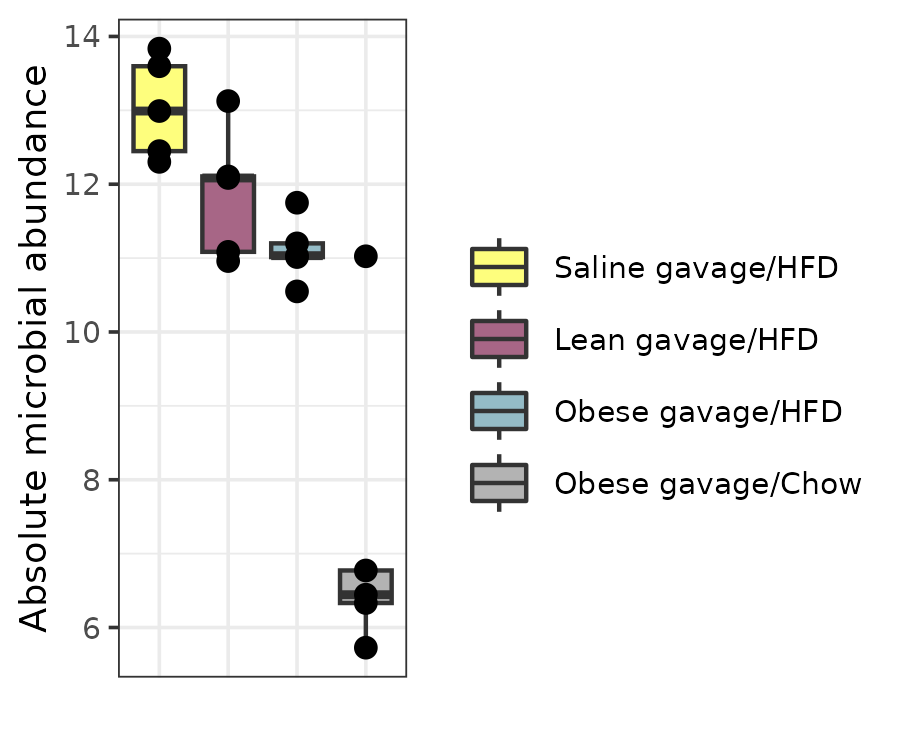 Absolute microbial abundance
14
12
10
8
6
Saline gavage/HFD
Lean gavage/HFD
Obese gavage/HFD
Obese gavage/Chow